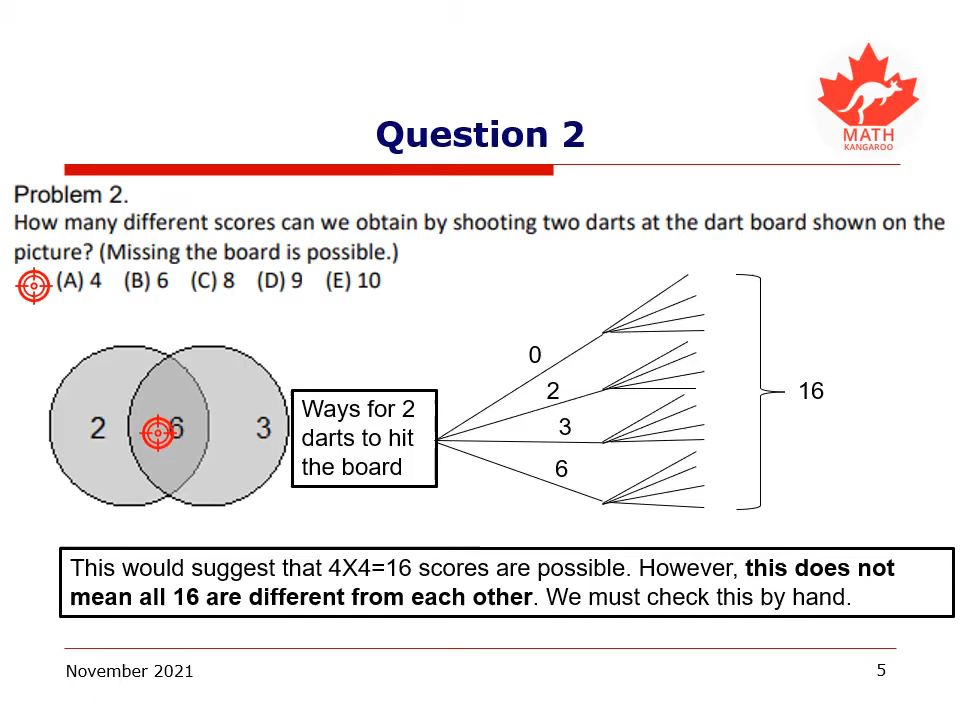 MATH
KANGAROO
Question 2
Problem 2.
How many different scores can we obtain by shooting two darts at the dart board shown on the
picture? (Missing the board is possible.)
(A) 4 (B) 6 (C) 8 (D) 9 (E) 10
2 6 3
Ways for 2
darts to hit
the board
0
2
3
6
16
This would suggest that 4X4=16 scores are possible. However, this does not
mean all 16 are different from each other. We must check this by hand.
November 2021
5